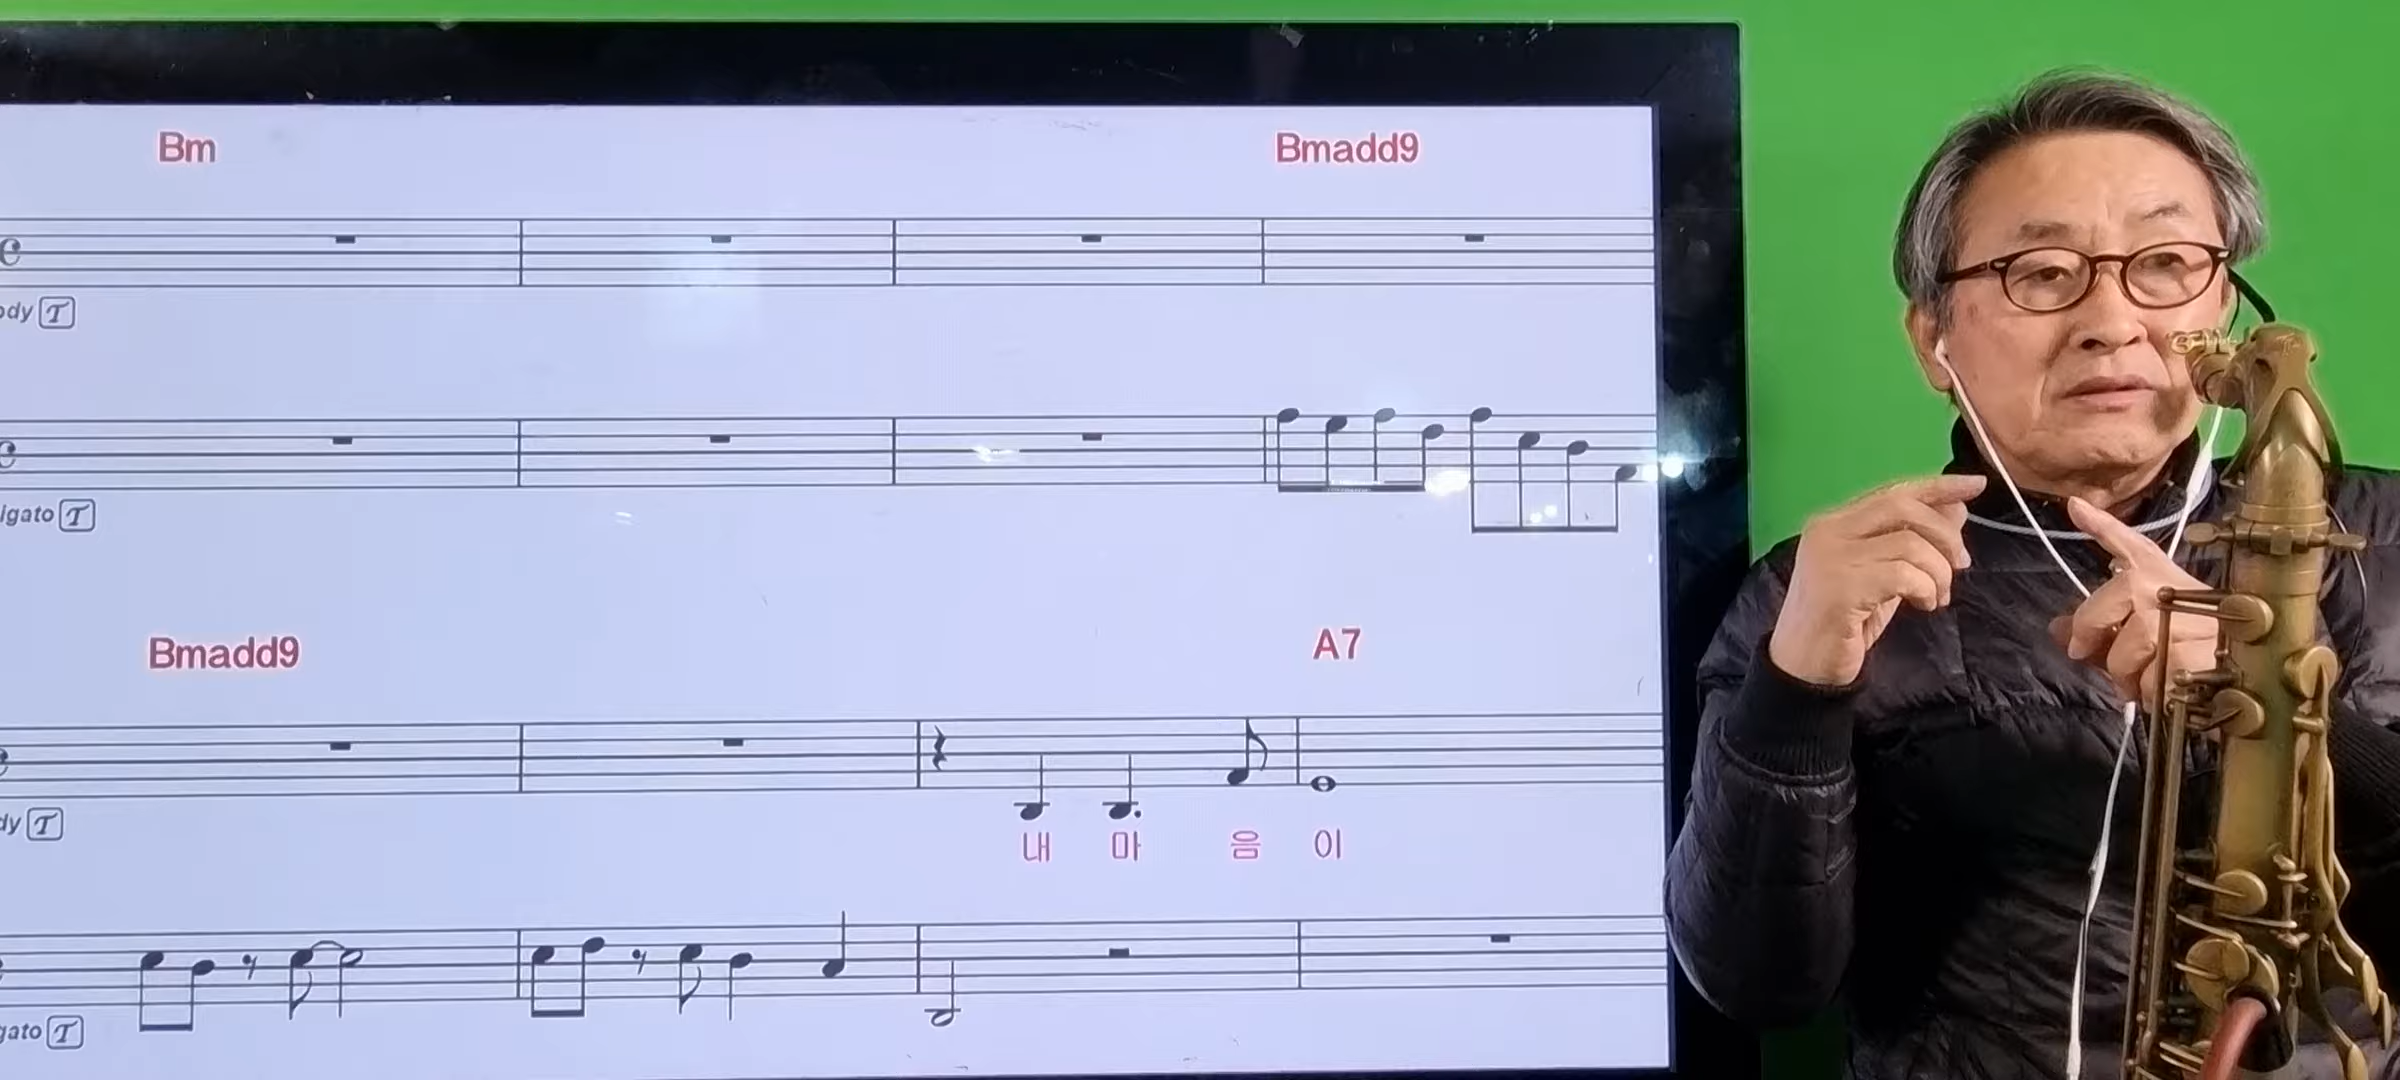 Bm Bmadd9
ody T
igato T
Bmadd9 A7
내 마 음 이
dy T
gato T